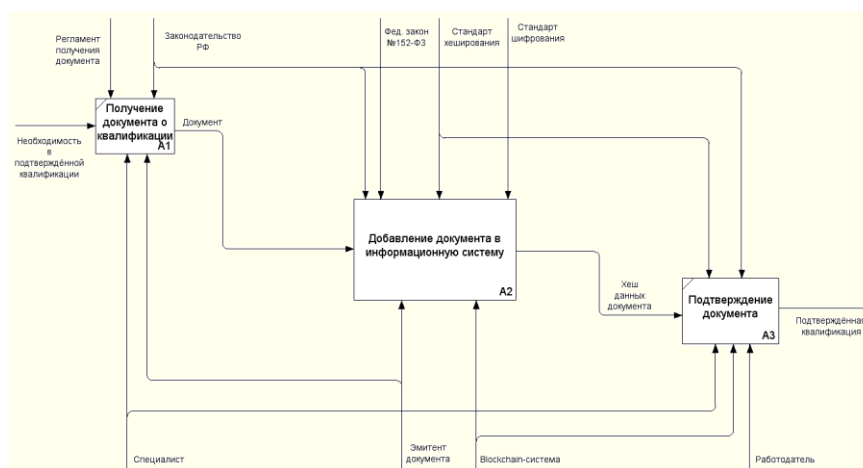 Регламент
получения
документа
Законодательство
РФ
Фед. закон
№152-ФЗ
Стандарт
хеширования
Стандарт
шифрования
Получение
документа о
квалификации
A1
Необходимость
в
подтверждённой
квалификации
Документ
Добавление документа в
информационную систему
A2
Хеш
данных
документа
Подтверждение
документа
A3
Подтверждённая
квалификация
Специалист
Эмитент
документа
Blockchain-система
Работодатель